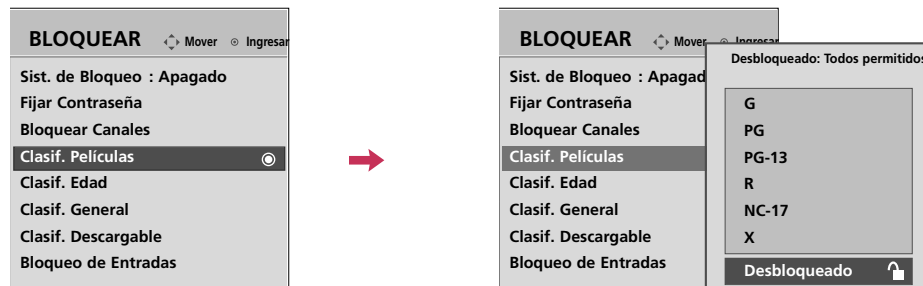 BLOQUEAR Mover Ingresar
Sist. de Bloqueo : Apagado
Fijar Contraseña
Bloquear Canales
Clasif. Películas
Clasif. Edad
Clasif. General
Clasif. Descargable
Bloqueo de Entradas
BLOQUEAR Mover Ingresar
Sist. de Bloqueo : Apagad
Fijar Contraseña
Bloquear Canales
Clasif. Películas
Clasif. Edad
Clasif. General
Clasif. Descargable
Bloqueo de Entradas
Desbloqueado: Todos permitidos
G
PG
PG-13
R
NC-17
X
Desbloqueado